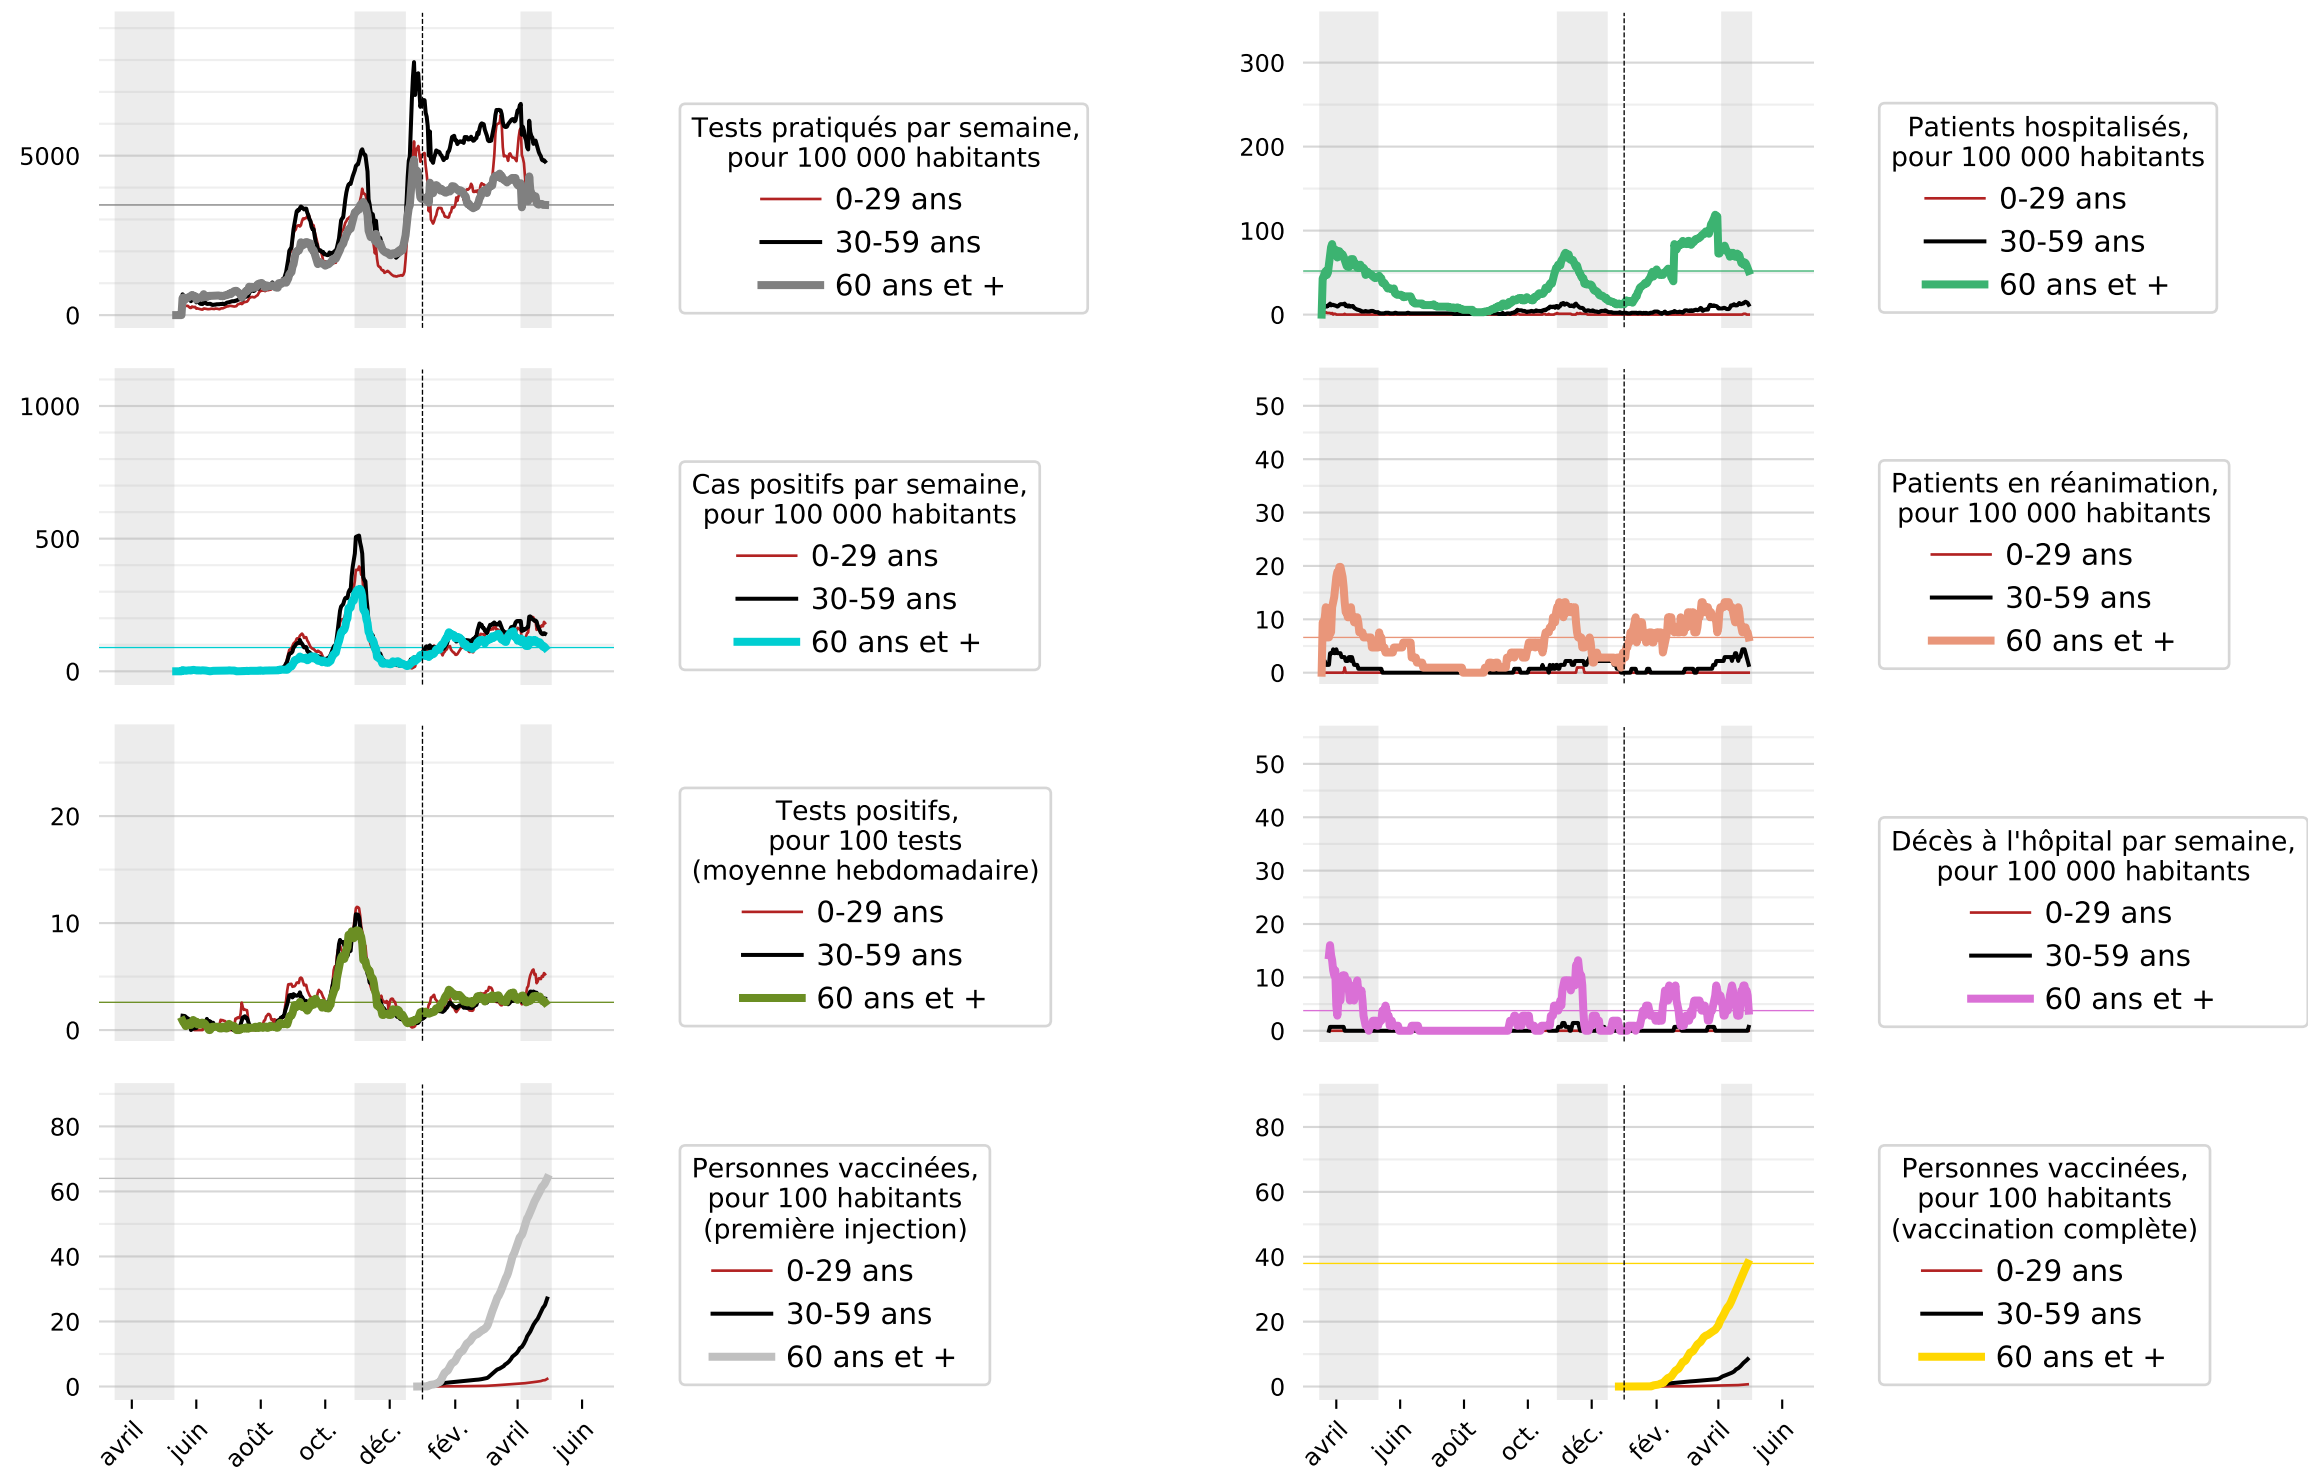 5000
0
Tests pratiqués par semaine,
pour 100 000 habitants
0-29 ans
30-59 ans
60 ans et +
300
200
100
0
Patients hospitalisés,
pour 100 000 habitants
0-29 ans
30-59 ans
60 ans et +
1000
500
0
Cas positifs par semaine,
pour 100 000 habitants
0-29 ans
30-59 ans
60 ans et +
50
40
30
20
10
0
Patients en réanimation,
pour 100 000 habitants
0-29 ans
30-59 ans
60 ans et +
20
10
0
Tests positifs,
pour 100 tests
(moyenne hebdomadaire)
0-29 ans
30-59 ans
60 ans et +
50
40
30
20
10
0
Décès à l'hôpital par semaine,
pour 100 000 habitants
0-29 ans
30-59 ans
60 ans et +
80
60
40
20
0
avril
juin
août
oct.
déc.
fév.
avril
juin
Personnes vaccinées,
pour 100 habitants
(première injection)
0-29 ans
30-59 ans
60 ans et +
80
60
40
20
0
avril
juin
août
oct.
déc.
fév.
avril
juin
Personnes vaccinées,
pour 100 habitants
(vaccination complète)
0-29 ans
30-59 ans
60 ans et +